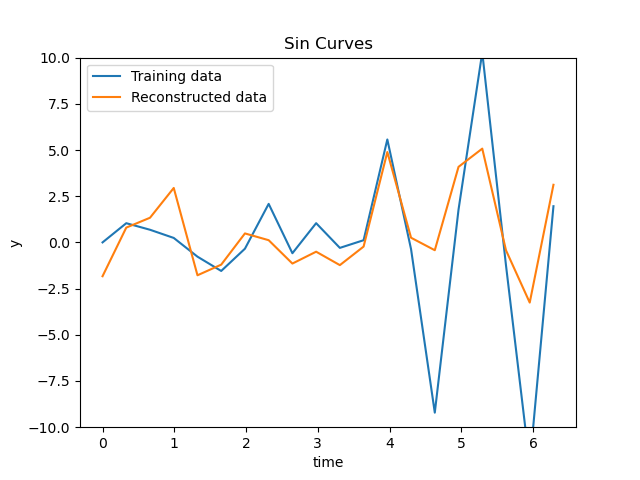 Sin Curves
Training data
Reconstructed data
10.0
7.5
5.0
2.5
0.0
−2.5
−5.0
−7.5
−10.0
y
0 1 2 3 4 5 6
time